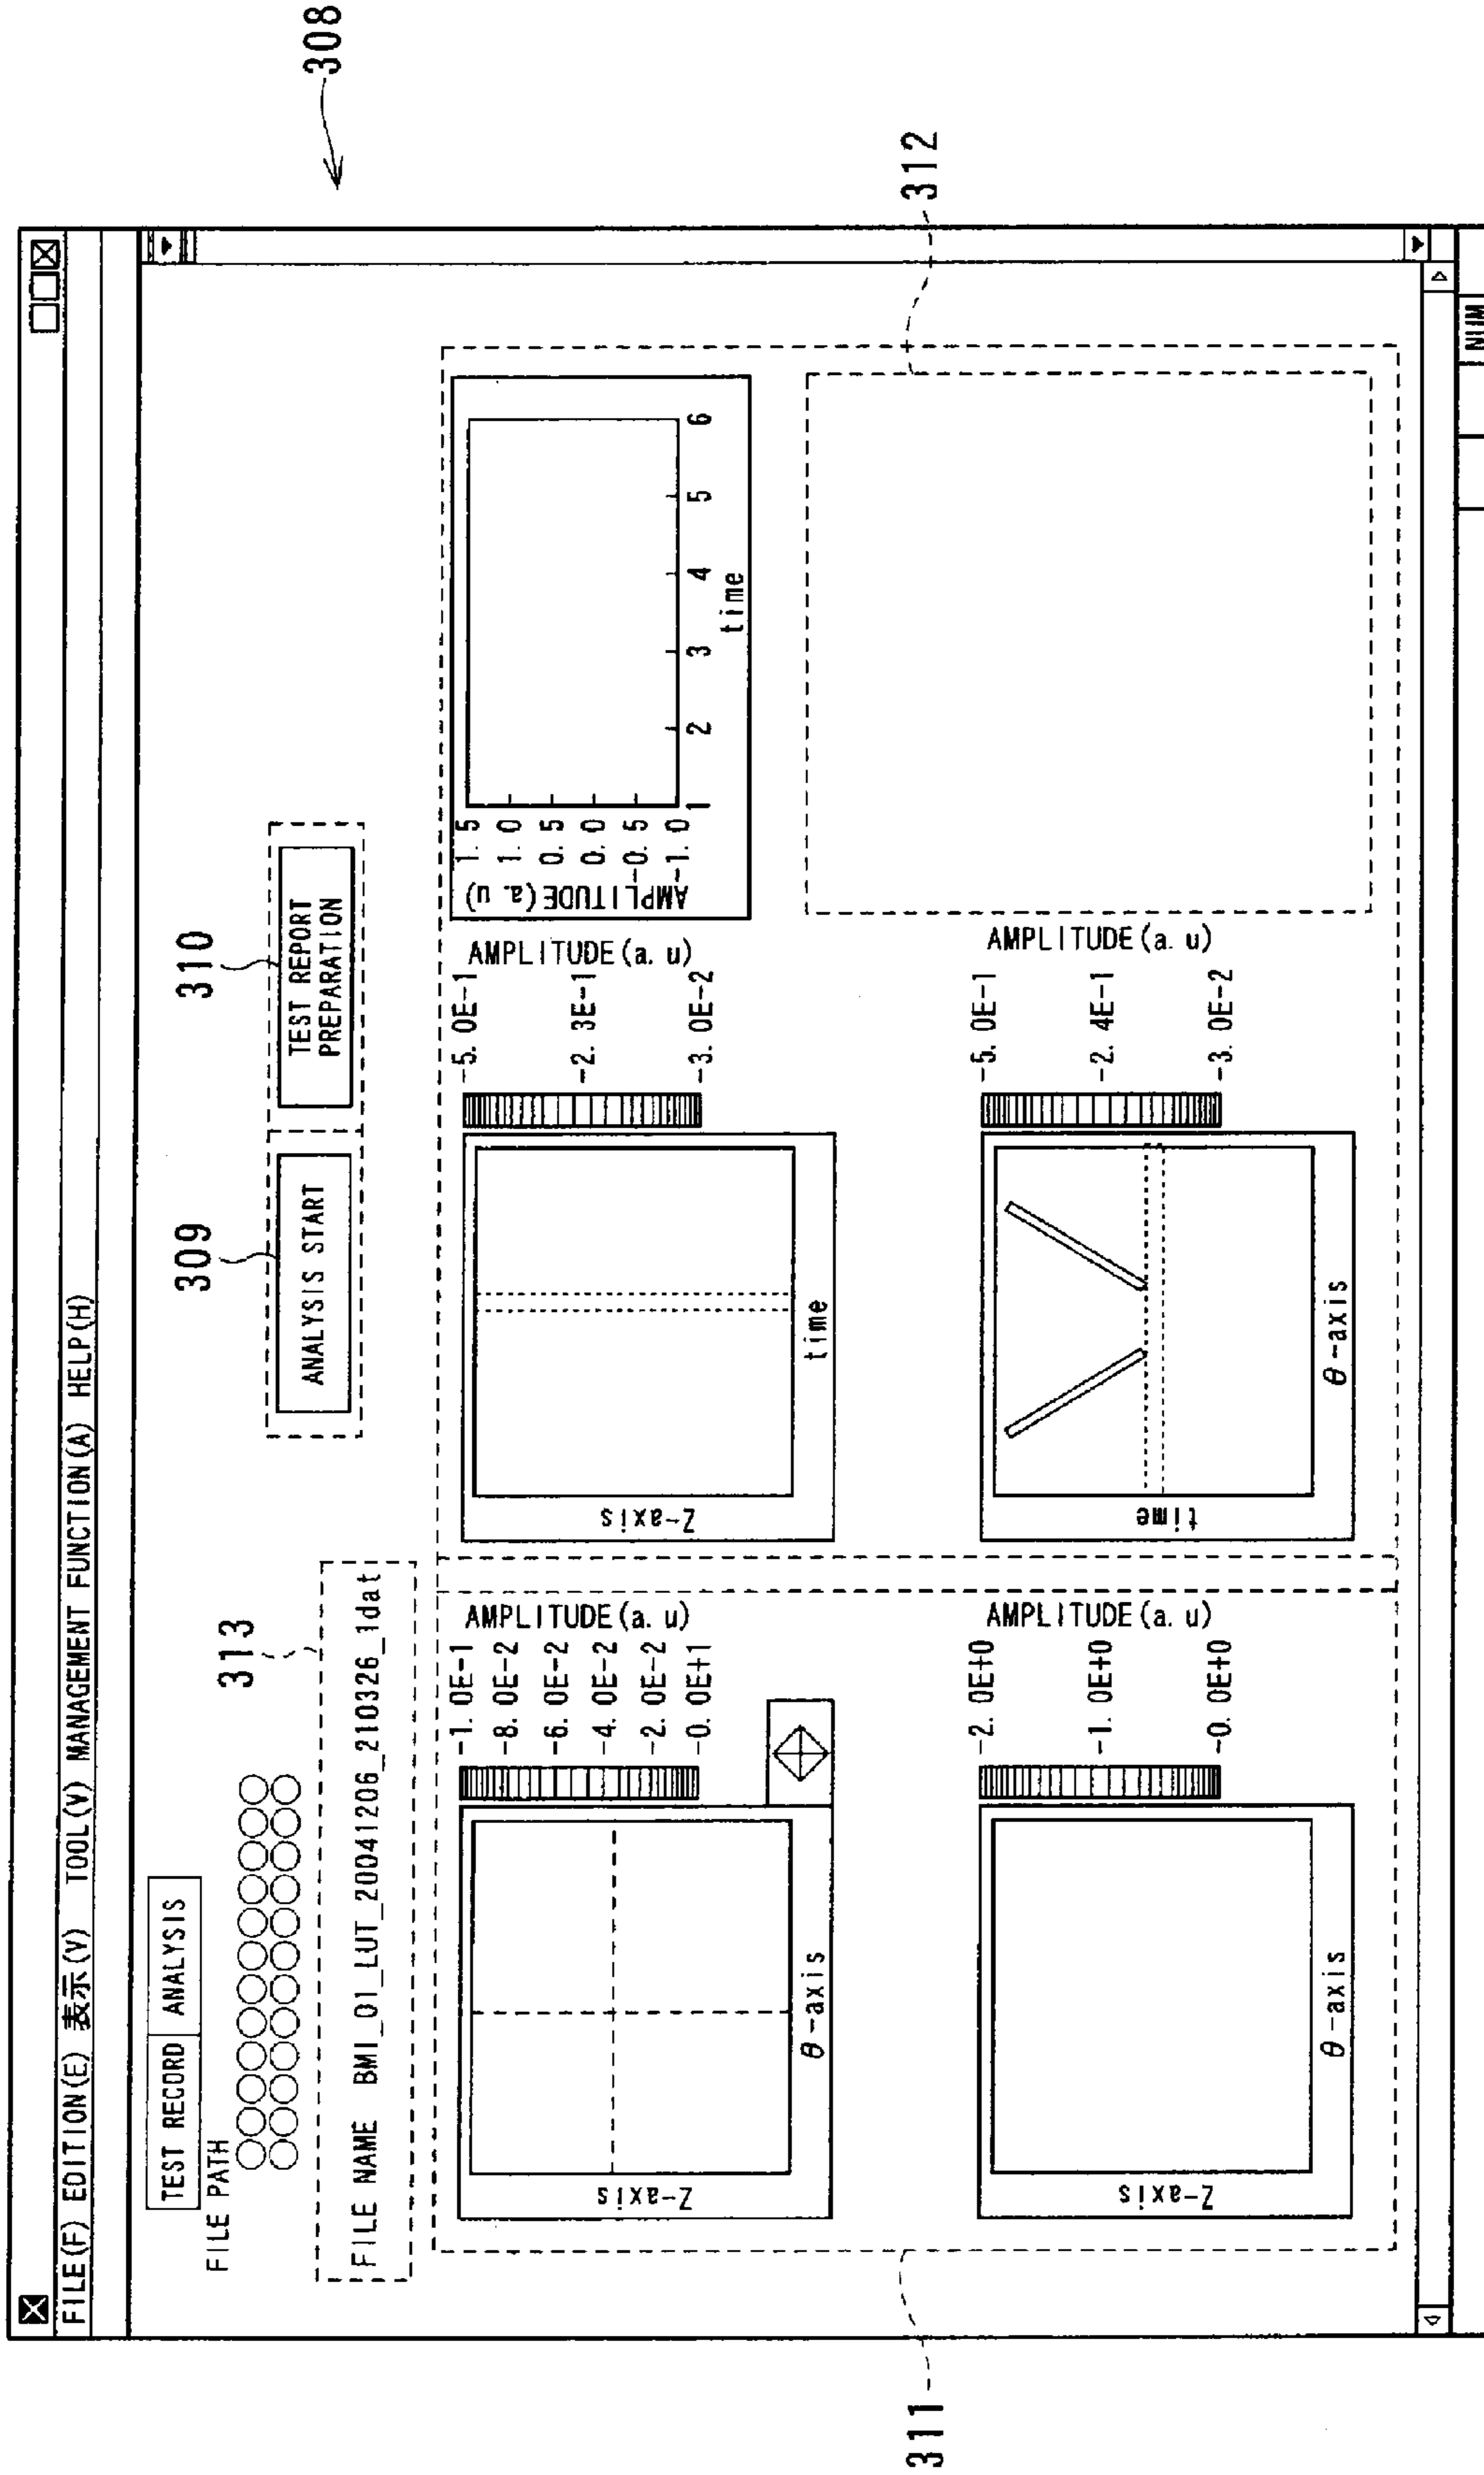 308
FILE(F) EDITION(E) 表示(V) TOOL(V) MANAGEMENT FUNCTION(A) HELP(H)
TEST RECORD ANALYSIS
FILE PATH
○○○○○○○○○○○○
○○○○○○○○○○○○
313
309
310
ANALYSIS START
TEST REPORT
PREPARATION
FILE NAME BMI_01_LUT_20041206_210326_1dat
Z-axis
θ-axis
1.0E-1
8.0E-2
6.0E-2
4.0E-2
2.0E-2
0.0E+1
AMPLITUDE(a.u)
Z-axis
time
5.0E-1
2.3E-1
3.0E-2
AMPLITUDE(a.u)
AMPLITUDE(a.u)
1.5
1.0
0.5
0.0
-0.5
-1.0
1 2 3 4 5 6
time
Z-axis
θ-axis
2.0E+0
1.0E+0
0.0E+0
AMPLITUDE(a.u)
time
θ-axis
5.0E-1
2.4E-1
3.0E-2
AMPLITUDE(a.u)
311
312
NUM